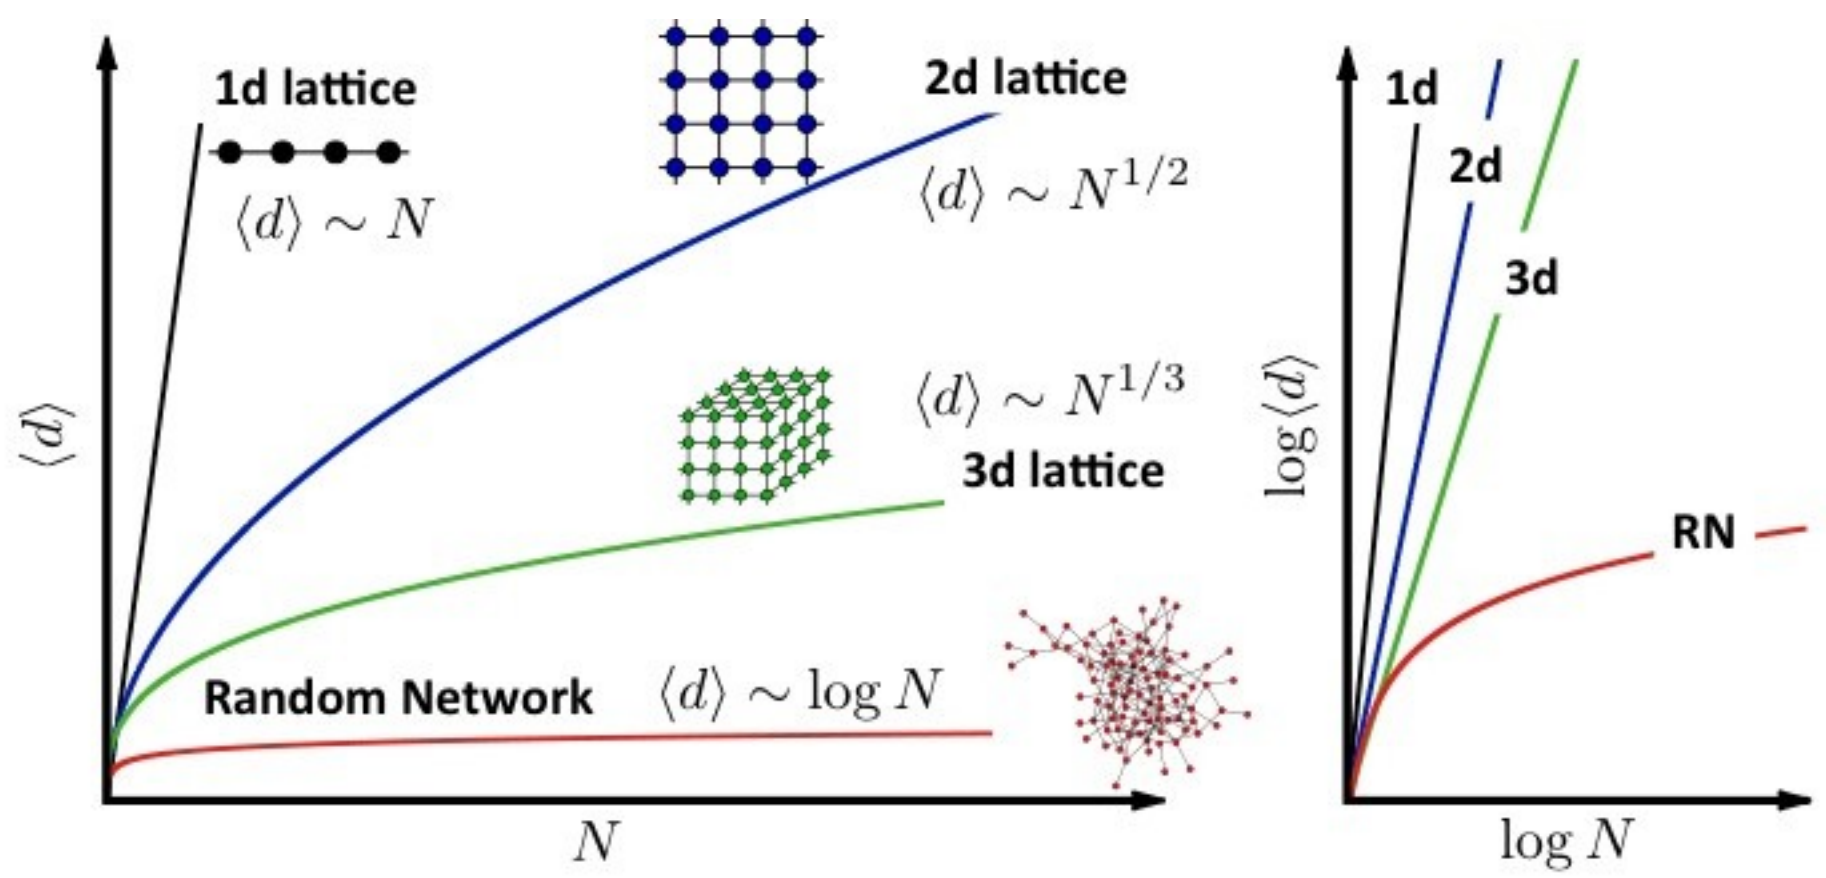 1d lattice
⟨d⟩ ∼ N
2d lattice
⟨d⟩ ∼ N^{1/2}
⟨d⟩ ∼ N^{1/3}
3d lattice
Random Network ⟨d⟩ ∼ log N
⟨d⟩
N
1d
2d
3d
RN
log⟨d⟩
log N